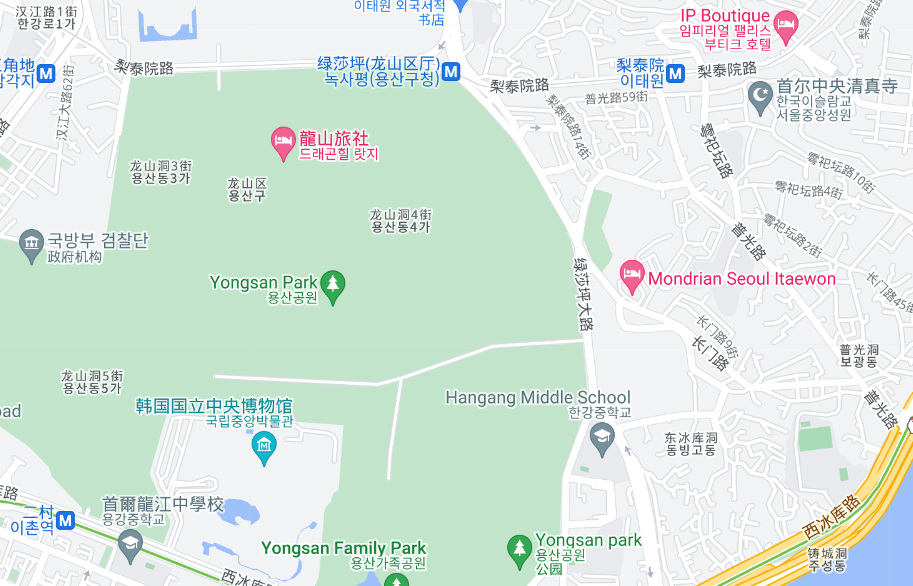 汉江路1街
한강로1가
이태원 외국서적
书店
IP Boutique
임피리얼 팰리스
부티크 호텔
梨泰院路
三角地
삼각지
梨泰院路
绿莎坪(龙山区厅)
녹사평(용산구청)
梨泰院路
梨泰院
이태원
梨泰院路
首尔中央清真寺
한국이슬람교
서울중앙성원
普光路59街
汉江大路62街
梨泰院路14街
零祀坛路
零祀坛路10街
零祀坛路4街
零祀坛路2街
龍山旅社
드래곤힐 랏지
龙山洞3街
용산동3가
龙山区
용산구
龙山洞4街
용산동4가
普光路
국방부 검찰단
政府机构
Yongsan Park
용산공원
绿莎坪大路
Mondrian Seoul Itaewon
长门路45街
长门路9街
长门路
普光洞
보광동
龙山洞5街
용산동5가
普光路
韩国国立中央博物馆
국립중앙박물관
Hangang Middle School
한강중학교
东冰库洞
동빙고동
二村
이촌역
首爾龍江中學校
용강중학교
西冰库路
Yongsan Family Park
용산가족공원
Yongsan park
용산공원
公园
西冰库路
铸城洞
주성동